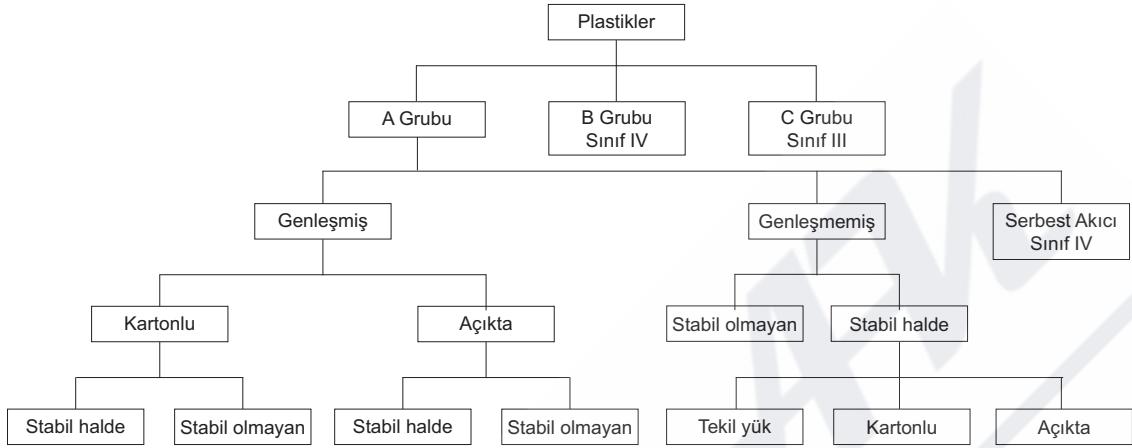 Plastikler
A Grubu
B Grubu
Sınıf IV
C Grubu
Sınıf III
Genleşmiş
Genleşmemiş
Serbest Akıcı
Sınıf IV
Kartonlu
Açıkta
Stabil olmayan
Stabil halde
Stabil halde
Stabil olmayan
Stabil halde
Stabil olmayan
Tekil yük
Kartonlu
Açıkta